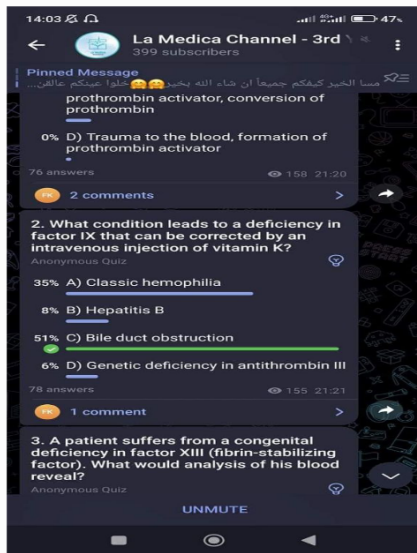 14:03
47%
La Medica Channel - 3rd
399 subscribers
Pinned Message
مسا الخير كيفكم جميعاً ان شاء الله بخير🤗🤗خلوا عينكم عالقن...
prothrombin activator, conversion of
prothrombin
0% D) Trauma to the blood, formation of
prothrombin activator
76 answers
158 21:20
FK 2 comments
2. What condition leads to a deficiency in
factor IX that can be corrected by an
intravenous injection of vitamin K?
Anonymous Quiz
35% A) Classic hemophilia
8% B) Hepatitis B
51% C) Bile duct obstruction
6% D) Genetic deficiency in antithrombin III
78 answers
155 21:21
FK 1 comment
3. A patient suffers from a congenital
deficiency in factor XIII (fibrin-stabilizing
factor). What would analysis of his blood
reveal?
Anonymous Quiz
UNMUTE